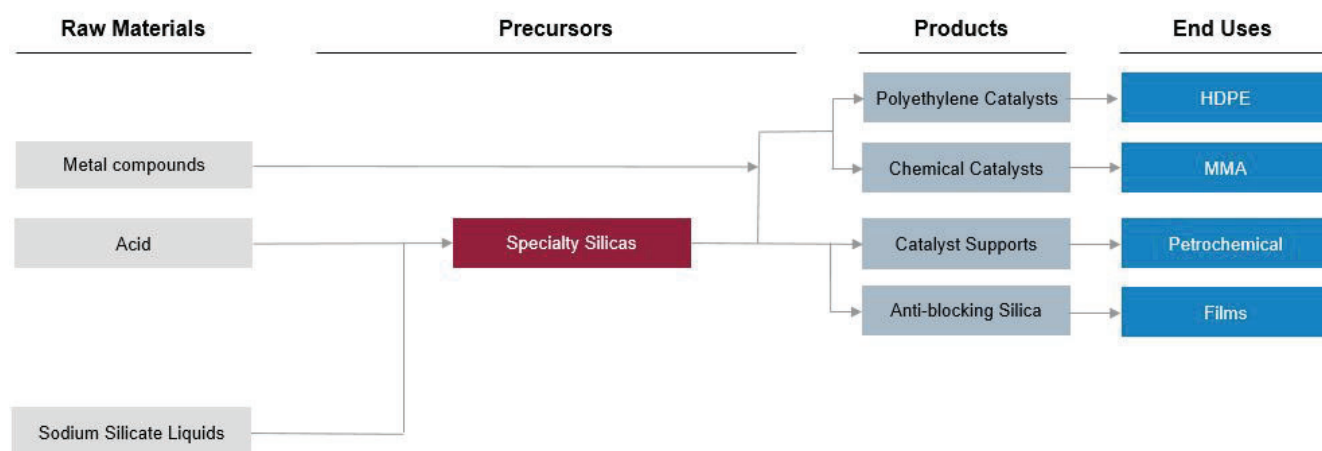 Raw Materials
Precursors
Products
End Uses
Polyethylene Catalysts
HDPE
Metal compounds
Chemical Catalysts
MMA
Acid
Specialty Silicas
Catalyst Supports
Petrochemical
Anti-blocking Silica
Films
Sodium Silicate Liquids